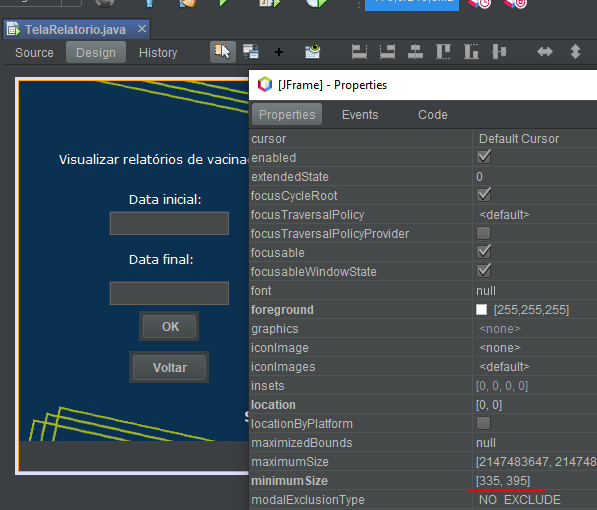 TelaRelatorio.java
Source Design History
[JFrame] - Properties
Properties Events Code
Visualizar relatórios de
Data inicial:
Data final:
OK
Voltar
S
cursor Default Cursor
enabled
extendedState 0
focusCycleRoot
focusTraversalPolicy <default>
focusTraversalPolicyProvider
focusable
focusableWindowState
font null
foreground [255,255,255]
graphics <none>
iconImage <none>
iconImages <default>
insets [0, 0, 0, 0]
location [0, 0]
locationByPlatform
maximizedBounds null
maximumSize [2147483647, 214748
minimumSize [335, 395]
modalExclusionType NO_EXCLUDE